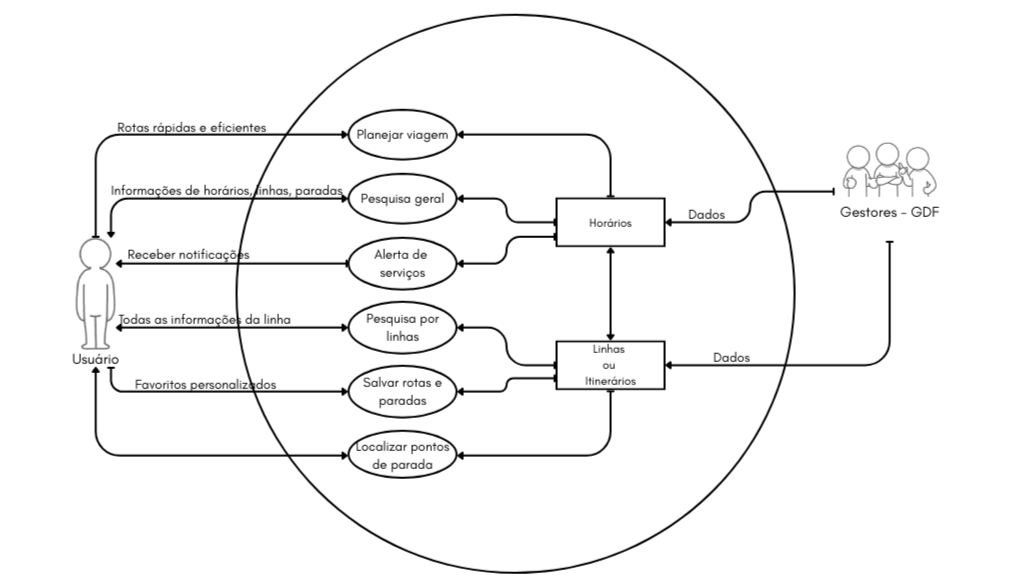 Rotas rápidas e eficientes
Planejar viagem
Informações de horários, linhas, paradas
Pesquisa geral
Receber notificações
Alerta de
serviços
Todas as informações da linha
Pesquisa por
linhas
Usuário
Favoritos personalizados
Salvar rotas e
paradas
Localizar pontos
de parada
Horários
Dados
Gestores - GDF
Linhas
ou
Itinerários
Dados